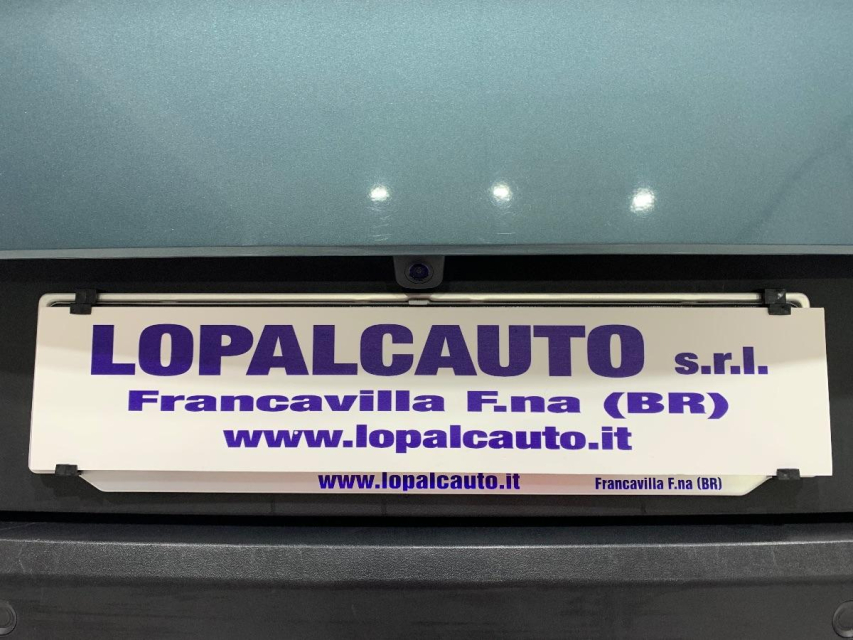 LOPALCAUTO s.r.l.
Francavilla F.na (BR)
www.lopalcauto.it
www.lopalcauto.it Francavilla F.na (BR)